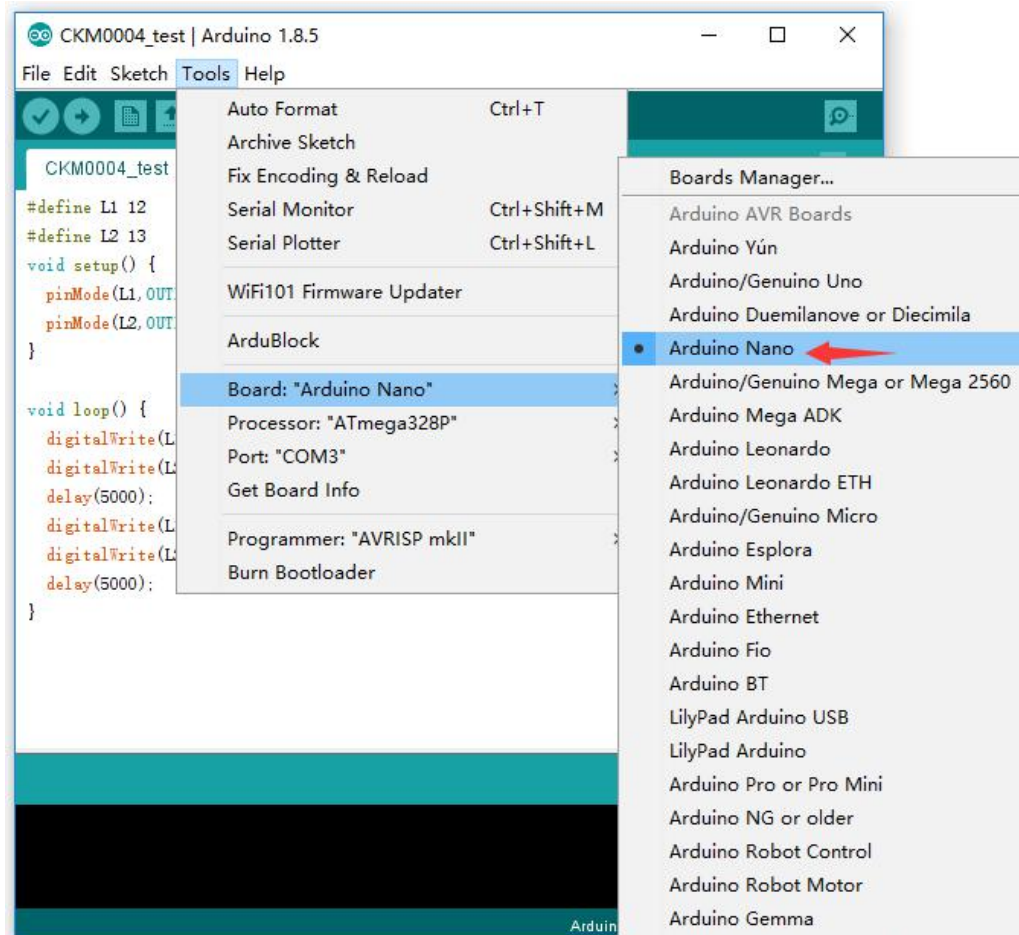 CKM0004_test | Arduino 1.8.5
File Edit Sketch Tools Help
CKM0004_test
#define L1 12
#define L2 13
void setup() {
pinMode(L1,OUT
pinMode(L2,OUT
}
void loop() {
digitalWrite(L
digitalWrite(L
delay(5000);
digitalWrite(L
digitalWrite(L
delay(5000);
}
Auto Format Ctrl+T
Archive Sketch
Fix Encoding & Reload
Serial Monitor Ctrl+Shift+M
Serial Plotter Ctrl+Shift+L
WiFi101 Firmware Updater
ArduBlock
Board: "Arduino Nano"
Processor: "ATmega328P"
Port: "COM3"
Get Board Info
Programmer: "AVRISP mkII"
Burn Bootloader
Boards Manager...
Arduino AVR Boards
Arduino Yún
Arduino/Genuino Uno
Arduino Duemilanove or Diecimila
Arduino Nano
Arduino/Genuino Mega or Mega 2560
Arduino Mega ADK
Arduino Leonardo
Arduino Leonardo ETH
Arduino/Genuino Micro
Arduino Esplora
Arduino Mini
Arduino Ethernet
Arduino Fio
Arduino BT
LilyPad Arduino USB
LilyPad Arduino
Arduino Pro or Pro Mini
Arduino NG or older
Arduino Robot Control
Arduino Robot Motor
Arduino Gemma
Arduin